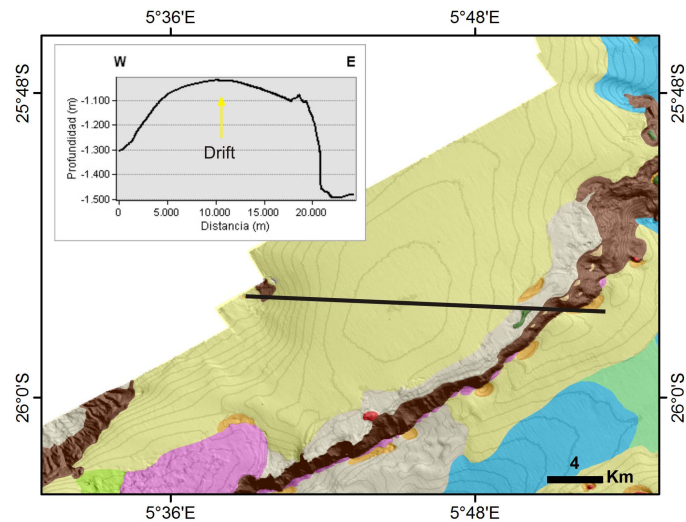 5°36'E 5°48'E
W E
25°48'S 25°48'S
-1.100
-1.200
-1.300
-1.400
-1.500
Profundidad (m)
Drift
0 5.000 10.000 15.000 20.000
Distancia (m)
26°0'S 26°0'S
4
Km
5°36'E 5°48'E